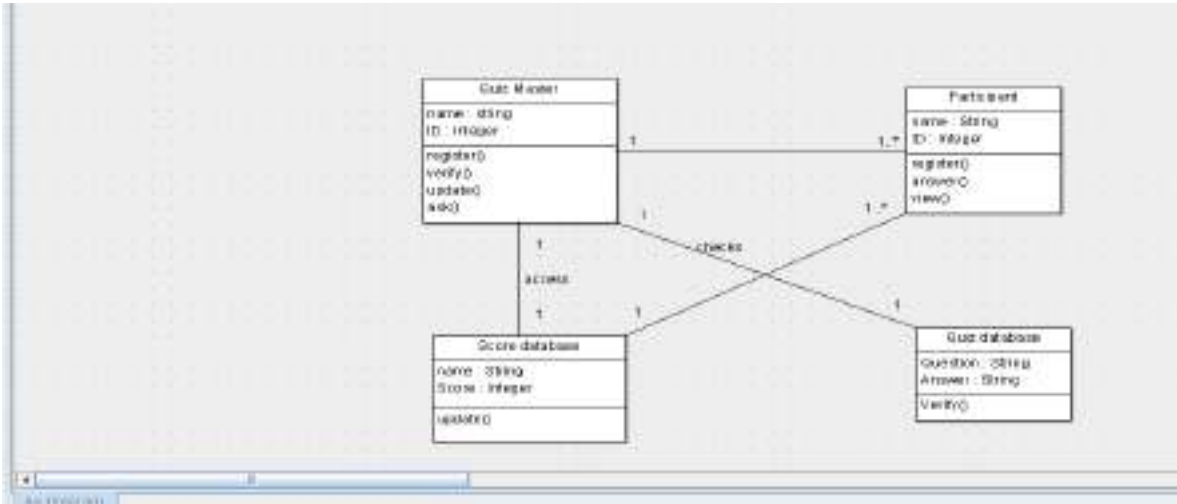 Quiz Master
name : string
ID : Integer
register()
verify()
update()
ask()
Participant
name : String
ID : Integer
register()
answer()
view()
1
1..*
1
1..*
checks
1
access
1
1
1
Score database
name : String
Score : Integer
update()
Quiz database
Question : String
Answer : String
Verify()